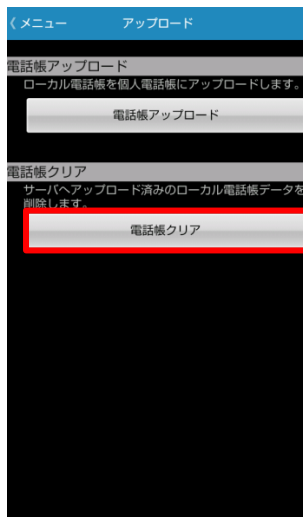 〈 メニュー アップロード
電話帳アップロード
ローカル電話帳を個人電話帳にアップロードします。
電話帳アップロード
電話帳クリア
サーバへアップロード済みのローカル電話帳データを
削除します。
電話帳クリア